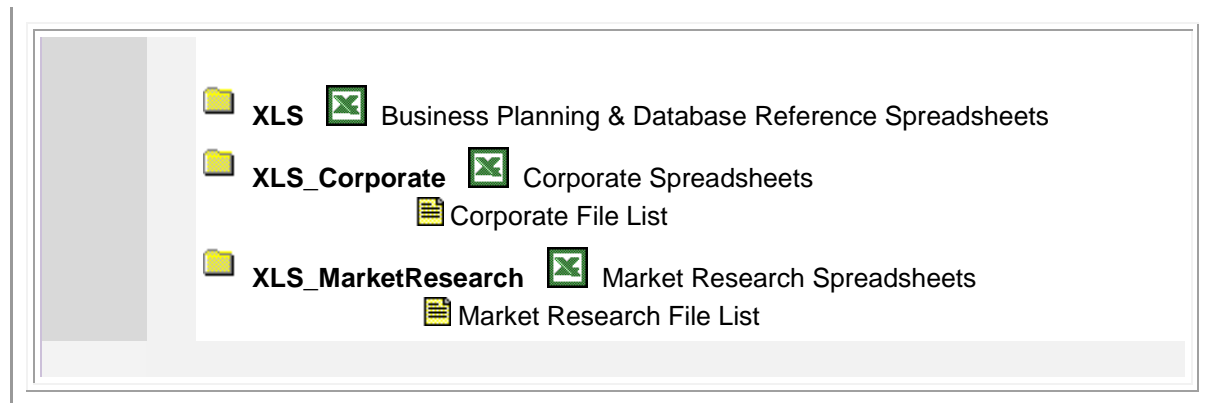 XLS Business Planning & Database Reference Spreadsheets
XLS_Corporate Corporate Spreadsheets
Corporate File List
XLS_MarketResearch Market Research Spreadsheets
Market Research File List